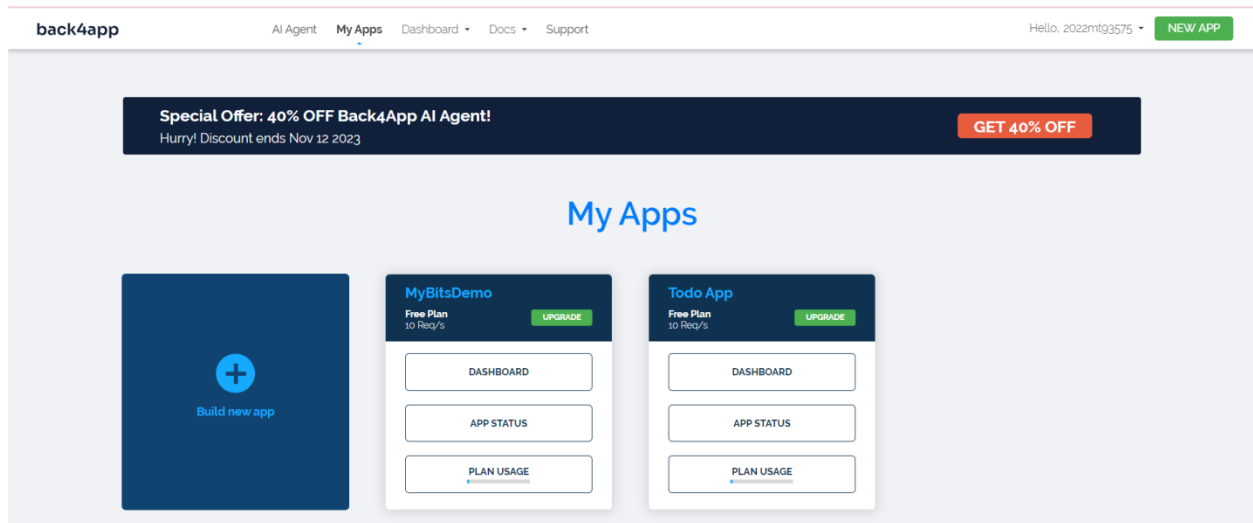 back4app
AI Agent My Apps Dashboard Docs Support
Hello, 2022mt93575
NEW APP
Special Offer: 40% OFF Back4App AI Agent!
Hurry! Discount ends Nov 12 2023
GET 40% OFF
My Apps
Build new app
MyBitsDemo
Free Plan
10 Req/s
UPGRADE
DASHBOARD
APP STATUS
PLAN USAGE
Todo App
Free Plan
10 Req/s
UPGRADE
DASHBOARD
APP STATUS
PLAN USAGE